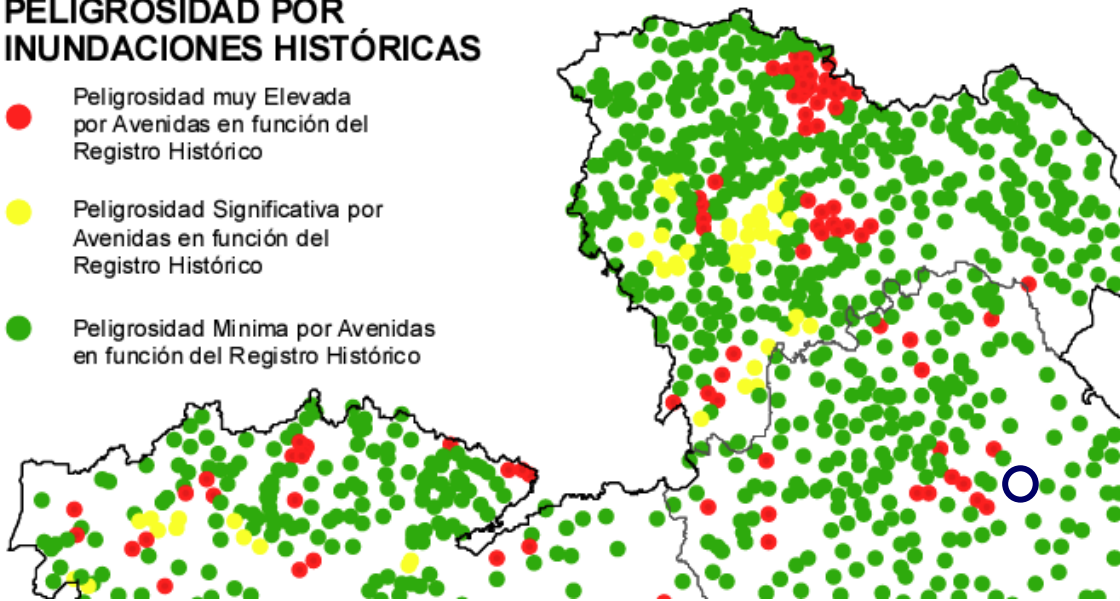 PELIGROSIDAD POR
INUNDACIONES HISTÓRICAS
Peligrosidad muy Elevada
por Avenidas en función del
Registro Histórico
Peligrosidad Significativa por
Avenidas en función del
Registro Histórico
Peligrosidad Minima por Avenidas
en función del Registro Histórico